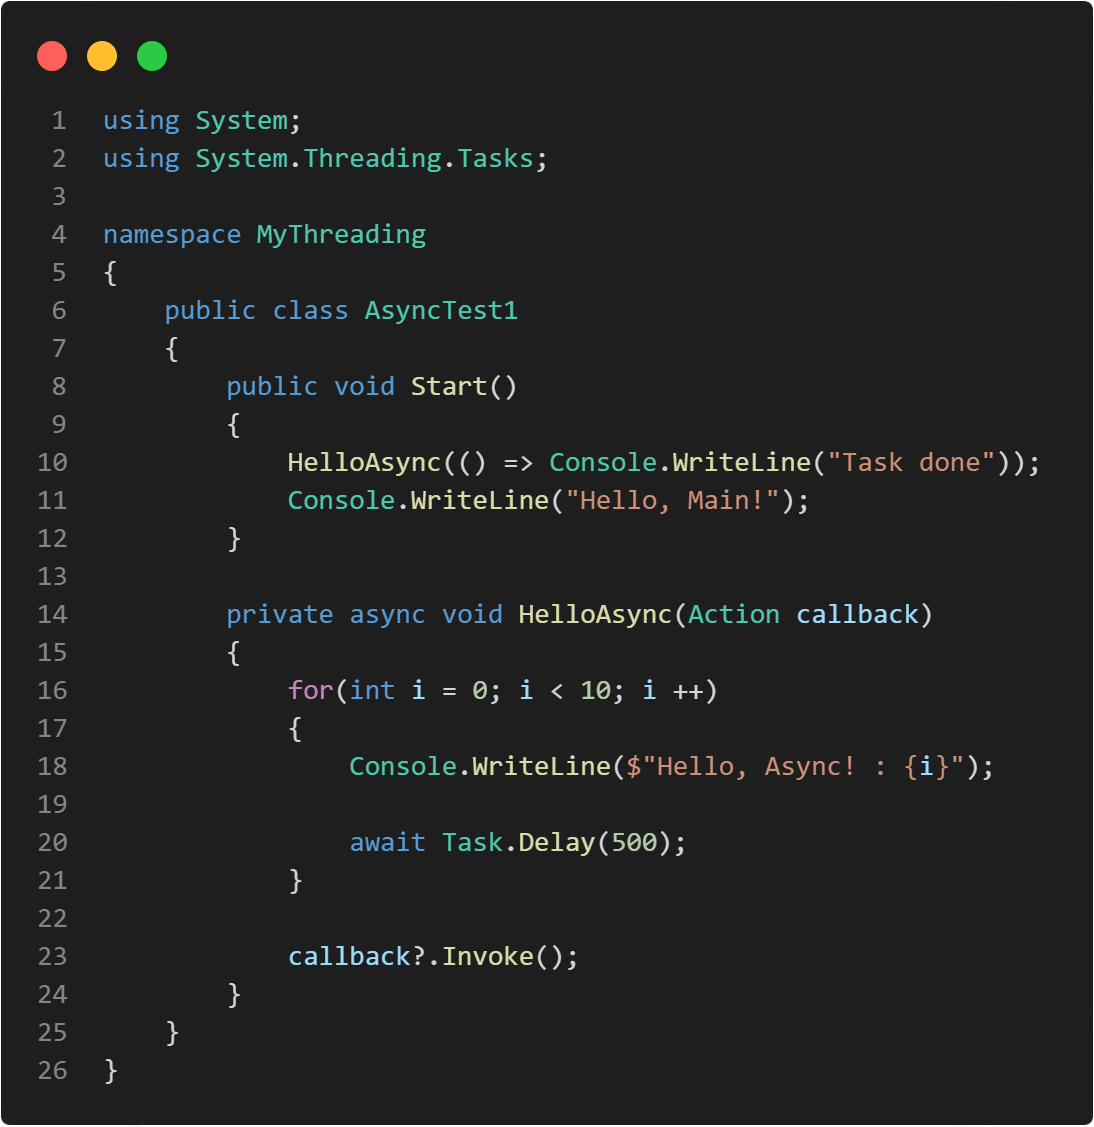 1 using System;
2 using System.Threading.Tasks;
3
4 namespace MyThreading
5 {
6     public class AsyncTest1
7     {
8         public void Start()
9         {
10             HelloAsync(() => Console.WriteLine("Task done"));
11             Console.WriteLine("Hello, Main!");
12         }
13
14         private async void HelloAsync(Action callback)
15         {
16             for(int i = 0; i < 10; i ++)
17             {
18                 Console.WriteLine($"Hello, Async! : {i}");
19
20                 await Task.Delay(500);
21             }
22
23             callback?.Invoke();
24         }
25     }
26 }